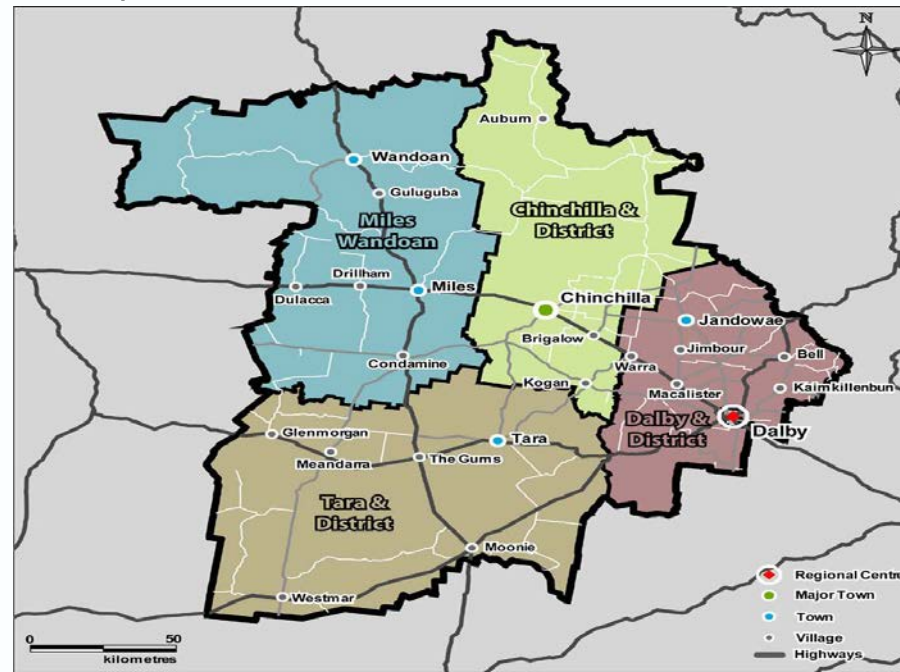 N
Auburn
Wandoan
Guluguba
Miles
Wandoan
Chinchilla &
District
Drillham
Dulacca
Miles
Chinchilla
Jandowae
Brigalow
Jimbour
Bell
Warra
Condamine
Kogan
Macalister
Kaimkillenbun
Dalby &
District
Dalby
Glenmorgan
Tara
Meandarra
The Gums
Tara &
District
Moonie
Westmar
Regional Centre
Major Town
Town
Village
Highways
0 50
kilometres